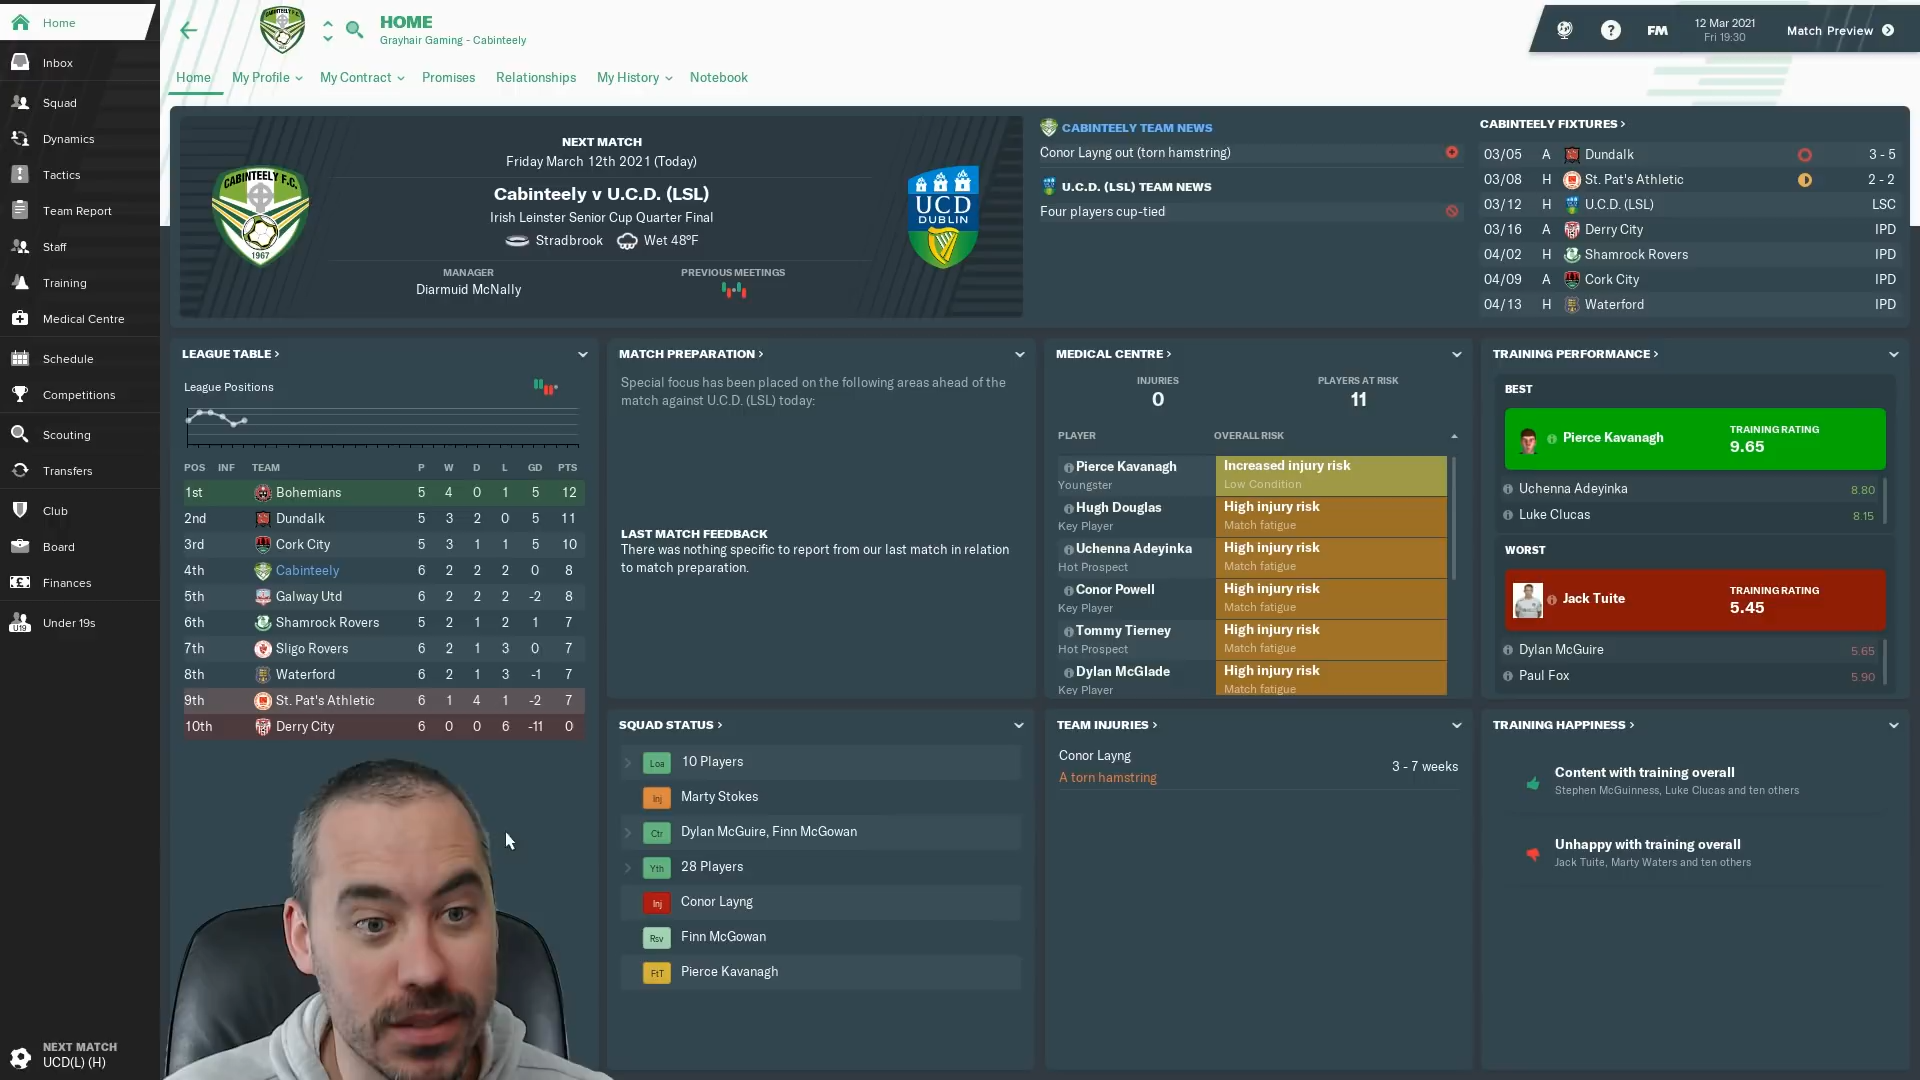 Home
Inbox
Squad
Dynamics
Tactics
Team Report
Staff
Training
Medical Centre
Schedule
Competitions
Scouting
Transfers
Club
Board
Finances
U19
Under 19s
NEXT MATCH
UCD(L) (H)
HOME
Grayhair Gaming - Cabinteely
?
FM
12 Mar 2021
Fri 19:30
Match Preview
Home
My Profile
My Contract
Promises
Relationships
My History
Notebook
CABINTEELY F.C.
1967
NEXT MATCH
Friday March 12th 2021 (Today)
Cabinteely v U.C.D. (LSL)
Irish Leinster Senior Cup Quarter Final
Stradbrook Wet 48°F
MANAGER
Diarmuid McNally
PREVIOUS MEETINGS
UCD
DUBLIN
CABINTEELY TEAM NEWS
Conor Layng out (torn hamstring)
U.C.D. (LSL) TEAM NEWS
Four players cup-tied
CABINTEELY FIXTURES >
03/05 A Dundalk 3 - 5
03/08 H St. Pat's Athletic 2 - 2
03/12 H U.C.D. (LSL) LSC
03/16 A Derry City IPD
04/02 H Shamrock Rovers IPD
04/09 A Cork City IPD
04/13 H Waterford IPD
LEAGUE TABLE >
League Positions
POS INF TEAM P W D L GD PTS
1st Bohemians 5 4 0 1 5 12
2nd Dundalk 5 3 2 0 5 11
3rd Cork City 5 3 1 1 5 10
4th Cabinteely 6 2 2 2 0 8
5th Galway Utd 6 2 2 2 -2 8
6th Shamrock Rovers 5 2 1 2 1 7
7th Sligo Rovers 6 2 1 3 0 7
8th Waterford 6 2 1 3 -1 7
9th St. Pat's Athletic 6 1 4 1 -2 7
10th Derry City 6 0 0 6 -11 0
MATCH PREPARATION >
Special focus has been placed on the following areas ahead of the
match against U.C.D. (LSL) today:
LAST MATCH FEEDBACK
There was nothing specific to report from our last match in relation
to match preparation.
MEDICAL CENTRE >
INJURIES
0
PLAYERS AT RISK
11
PLAYER OVERALL RISK
Pierce Kavanagh Increased injury risk
Youngster Low Condition
Hugh Douglas High injury risk
Key Player Match fatigue
Uchenna Adeyinka High injury risk
Hot Prospect Match fatigue
Conor Powell High injury risk
Key Player Match fatigue
Tommy Tierney High injury risk
Hot Prospect Match fatigue
Dylan McGlade High injury risk
Key Player Match fatigue
TRAINING PERFORMANCE >
BEST
Pierce Kavanagh
TRAINING RATING
9.65
Uchenna Adeyinka 8.80
Luke Clucas 8.15
WORST
Jack Tuite
TRAINING RATING
5.45
Dylan McGuire 5.65
Paul Fox 5.90
SQUAD STATUS >
Loa 10 Players
Inj Marty Stokes
Ctr Dylan McGuire, Finn McGowan
Yth 28 Players
Inj Conor Layng
Rsv Finn McGowan
FtT Pierce Kavanagh
TEAM INJURIES >
Conor Layng
A torn hamstring
3 - 7 weeks
TRAINING HAPPINESS >
Content with training overall
Stephen McGuinness, Luke Clucas and ten others
Unhappy with training overall
Jack Tuite, Marty Waters and ten others